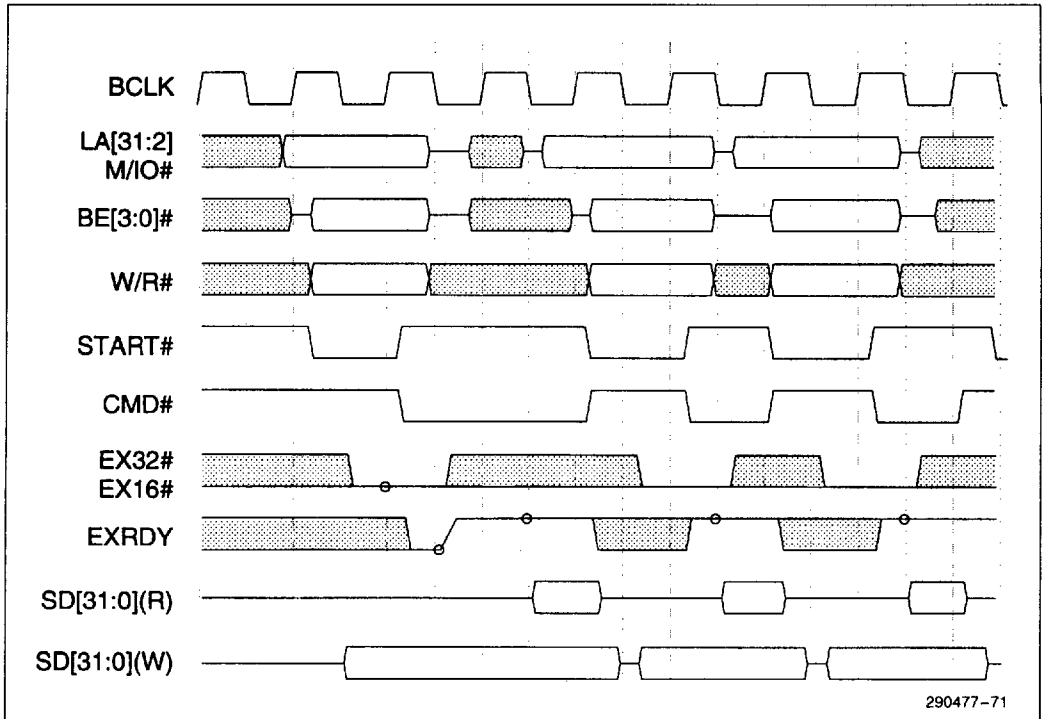 BCLK
LA[31:2]
M/IO#
BE[3:0]#
W/R#
START#
CMD#
EX32#
EX16#
EXRDY
SD[31:0](R)
SD[31:0](W)
290477-71